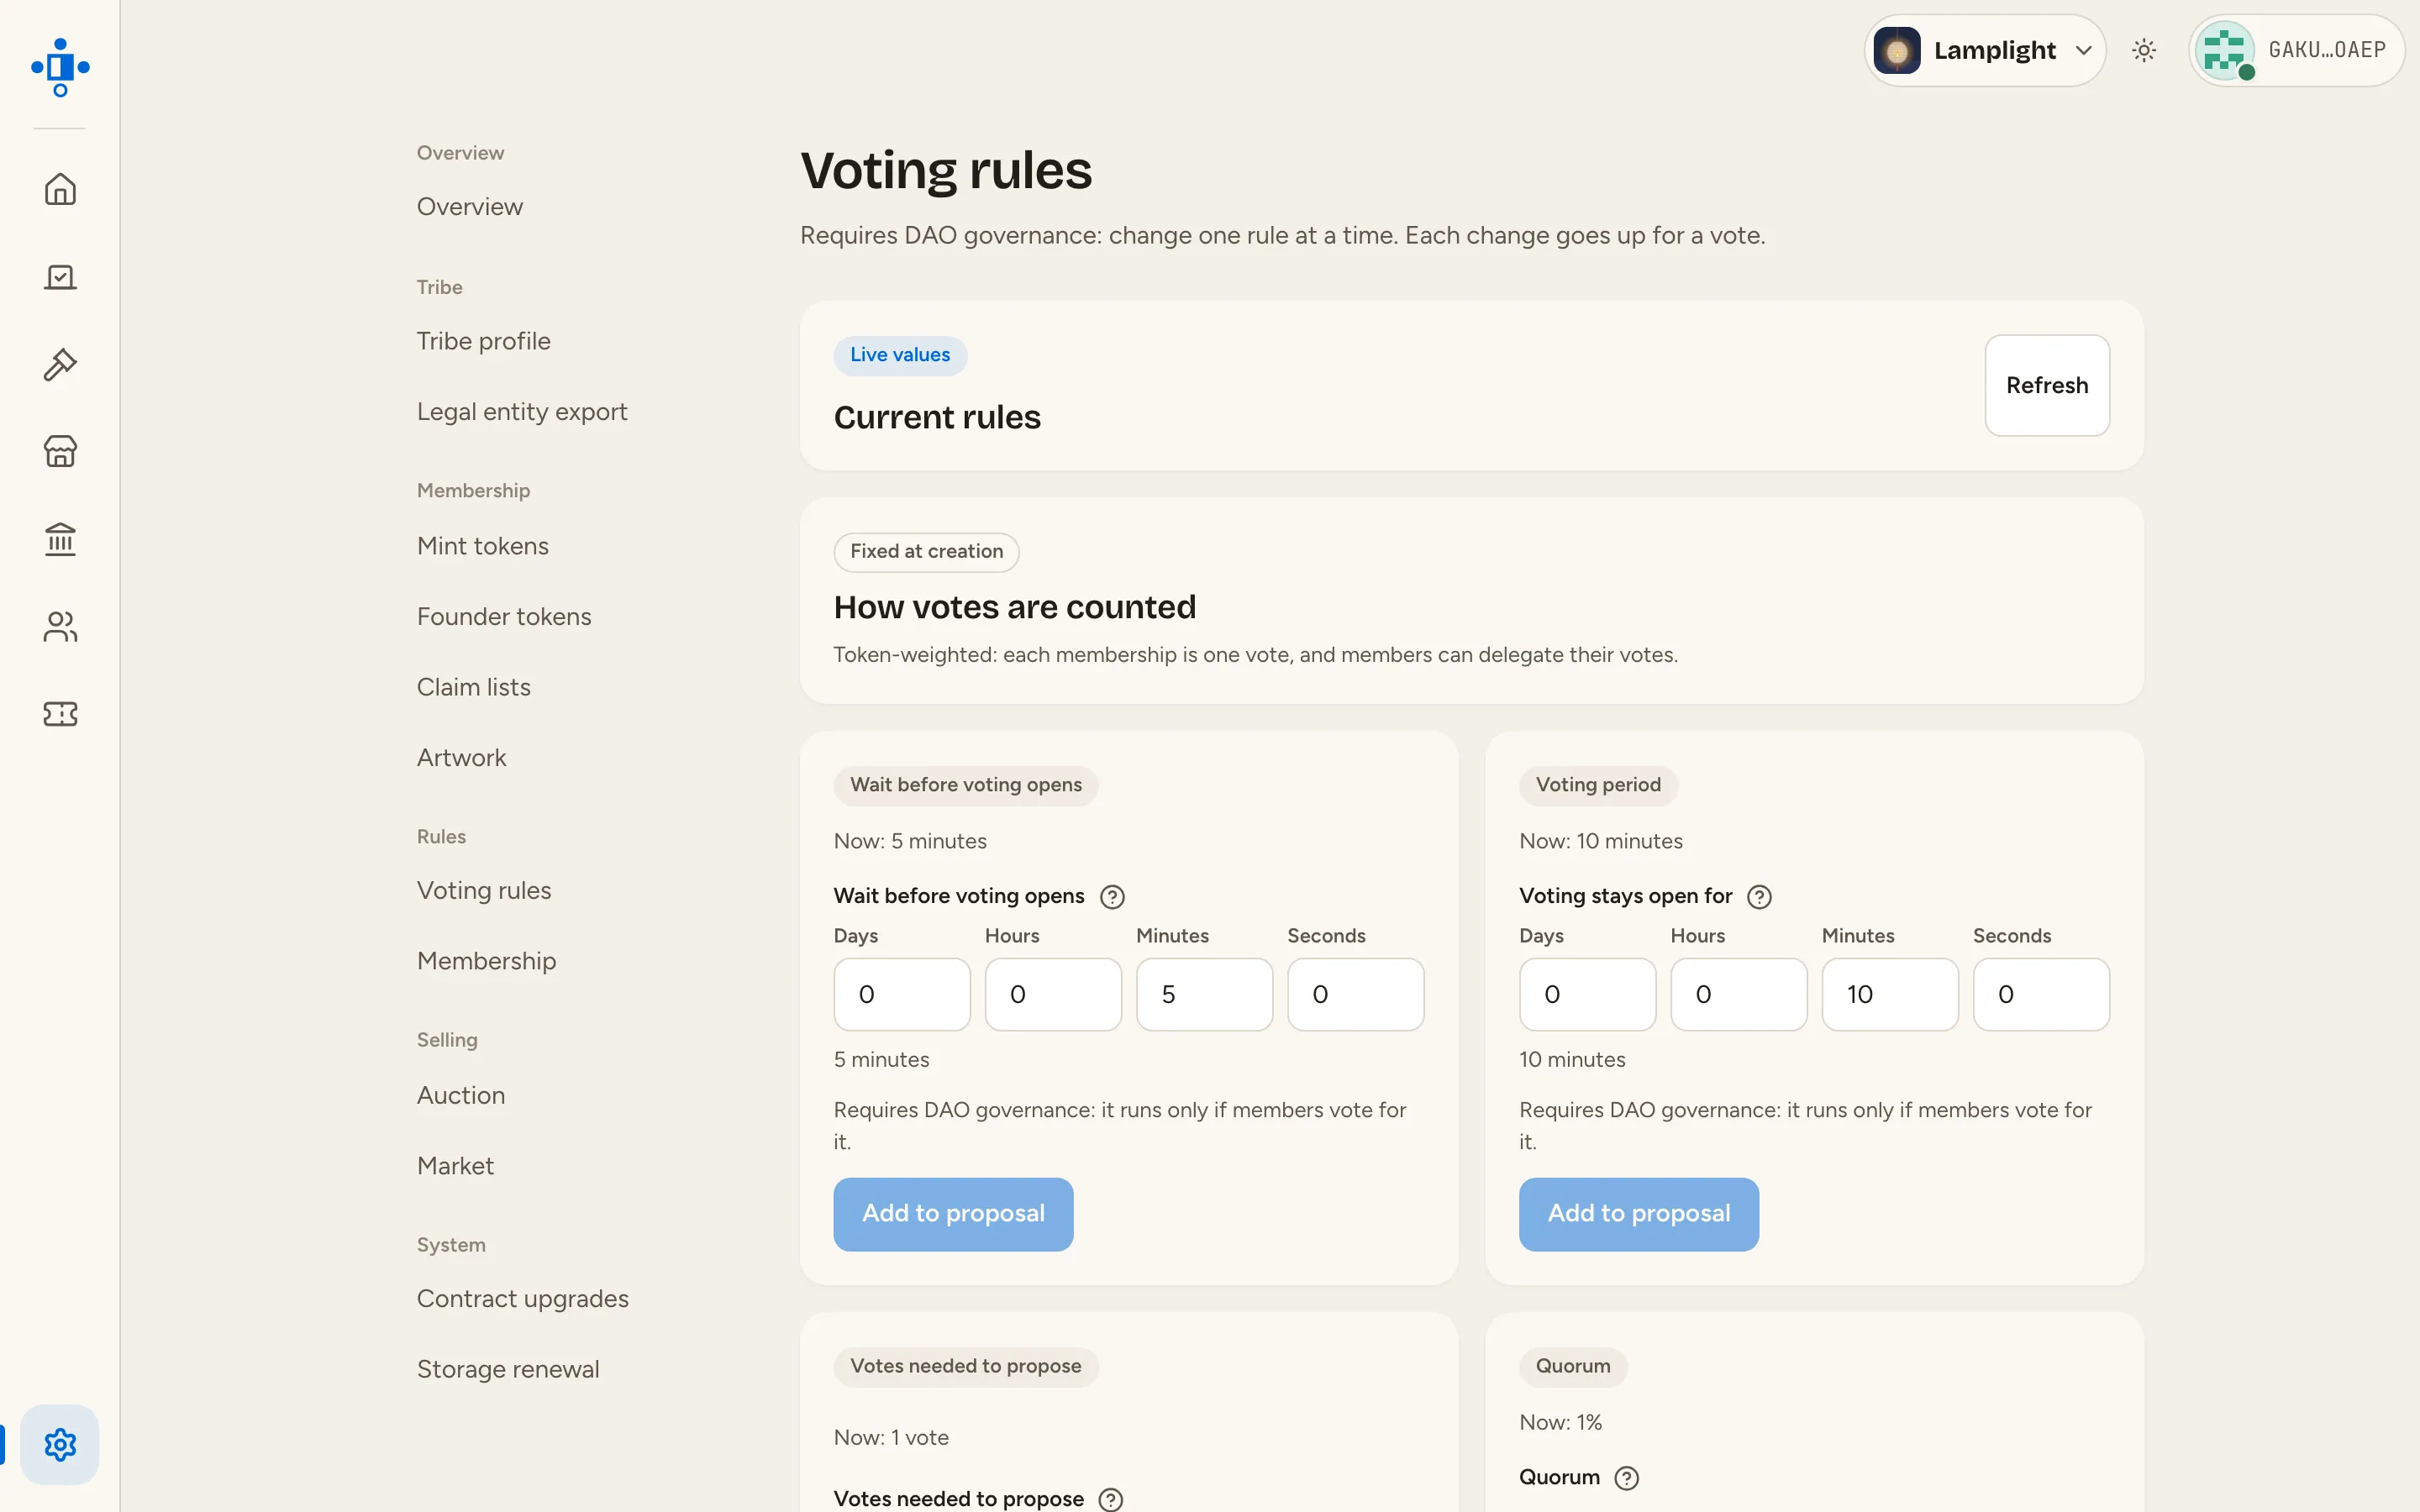 Lamplight
GAKU...OAEP
Overview
Overview
Tribe
Tribe profile
Legal entity export
Membership
Mint tokens
Founder tokens
Claim lists
Artwork
Rules
Voting rules
Membership
Selling
Auction
Market
System
Contract upgrades
Storage renewal
Voting rules
Requires DAO governance: change one rule at a time. Each change goes up for a vote.
Live values
Current rules
Refresh
Fixed at creation
How votes are counted
Token-weighted: each membership is one vote, and members can delegate their votes.
Wait before voting opens
Now: 5 minutes
Wait before voting opens
Days Hours Minutes Seconds
0 0 5 0
5 minutes
Requires DAO governance: it runs only if members vote for
it.
Add to proposal
Voting period
Now: 10 minutes
Voting stays open for
Days Hours Minutes Seconds
0 0 10 0
10 minutes
Requires DAO governance: it runs only if members vote for
it.
Add to proposal
Votes needed to propose
Now: 1 vote
Votes needed to propose
Quorum
Now: 1%
Quorum